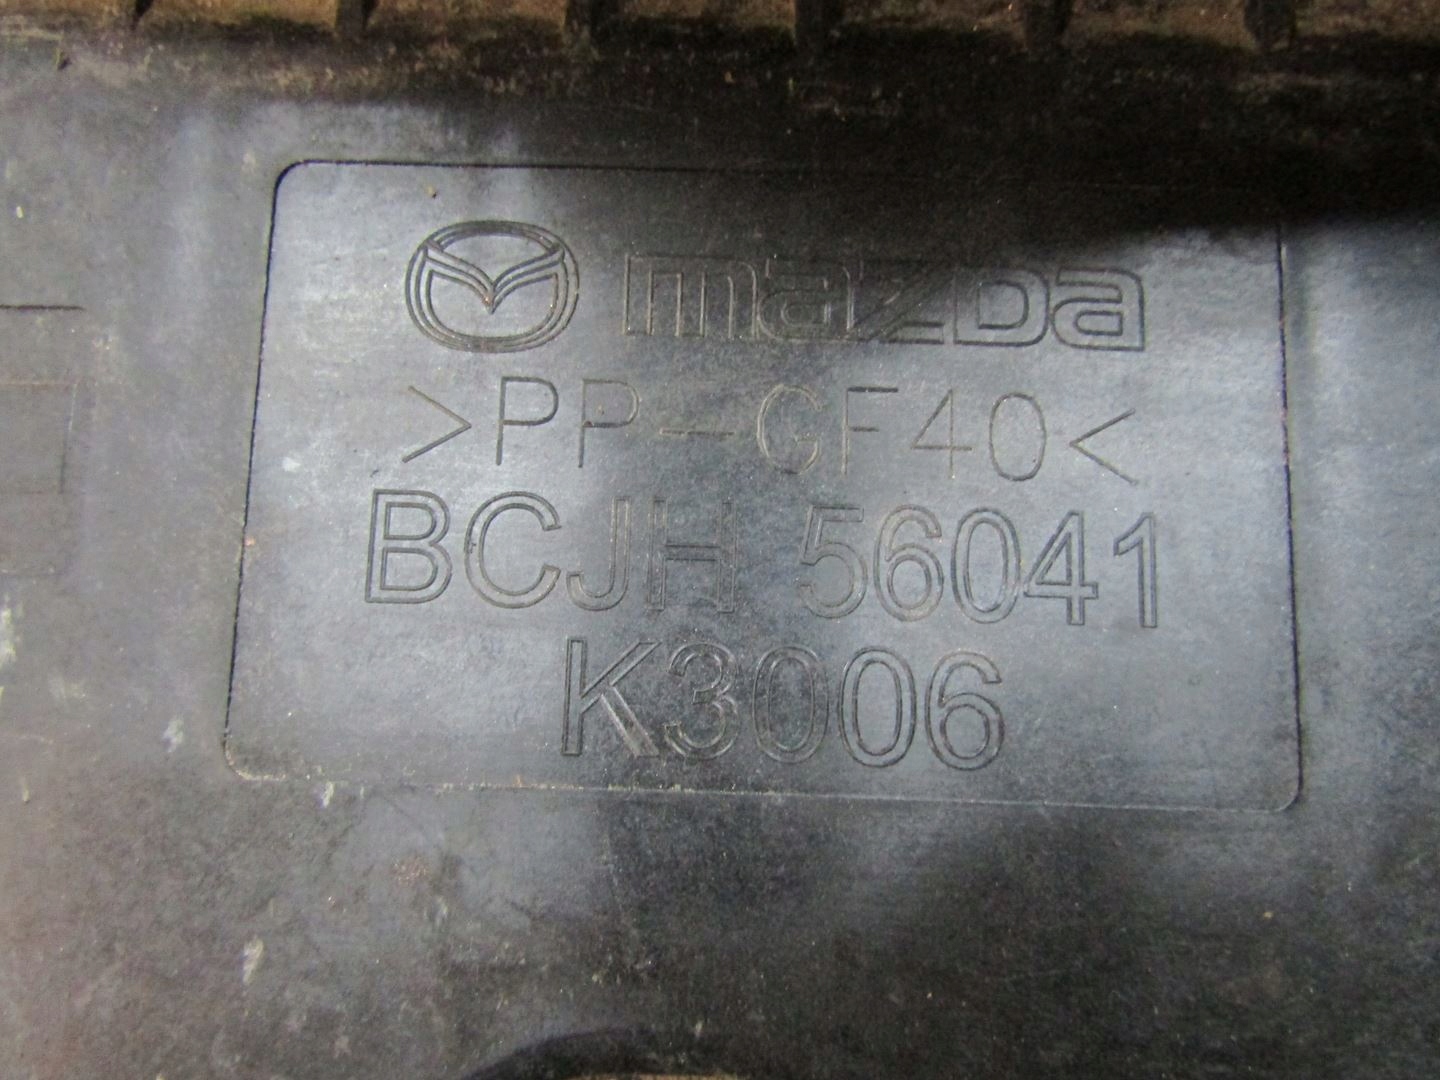 mazda
>PP-GF40<
BCJH 56041
K3006